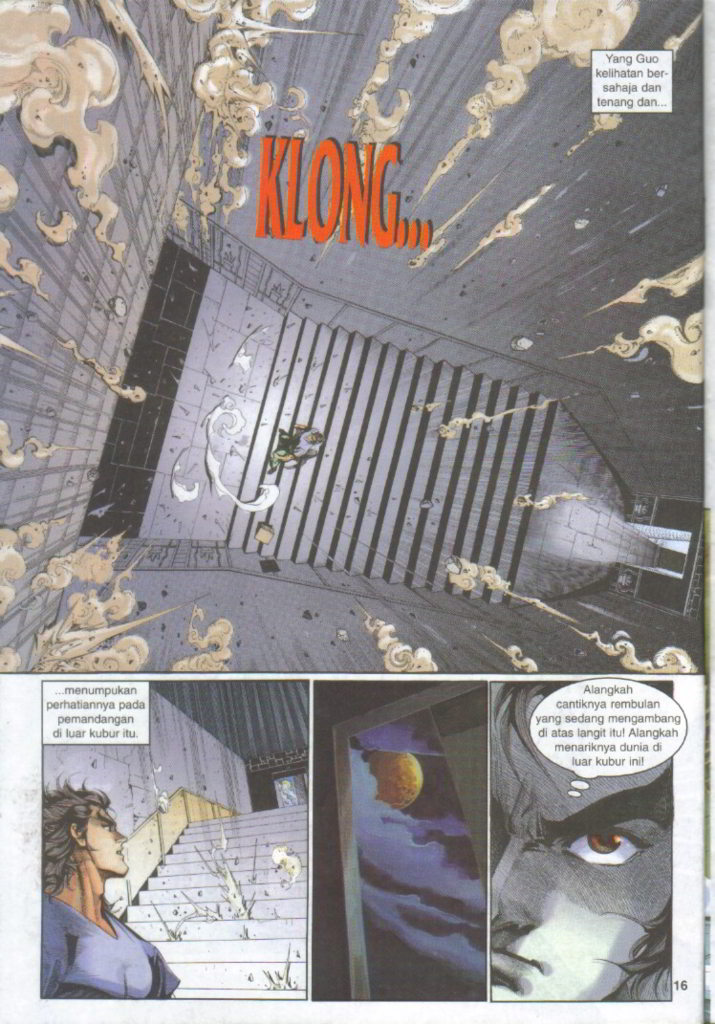 Yang Guo
kelihatan ber-
sahaja dan
tenang dan...
KLONG...
...menumpukan
perhatiannya pada
pemandangan
di luar kubur itu.
Alangkah
cantiknya rembulan
yang sedang mengambang
di atas langit itu! Alangkah
menariknya dunia di
luar kubur ini!
16